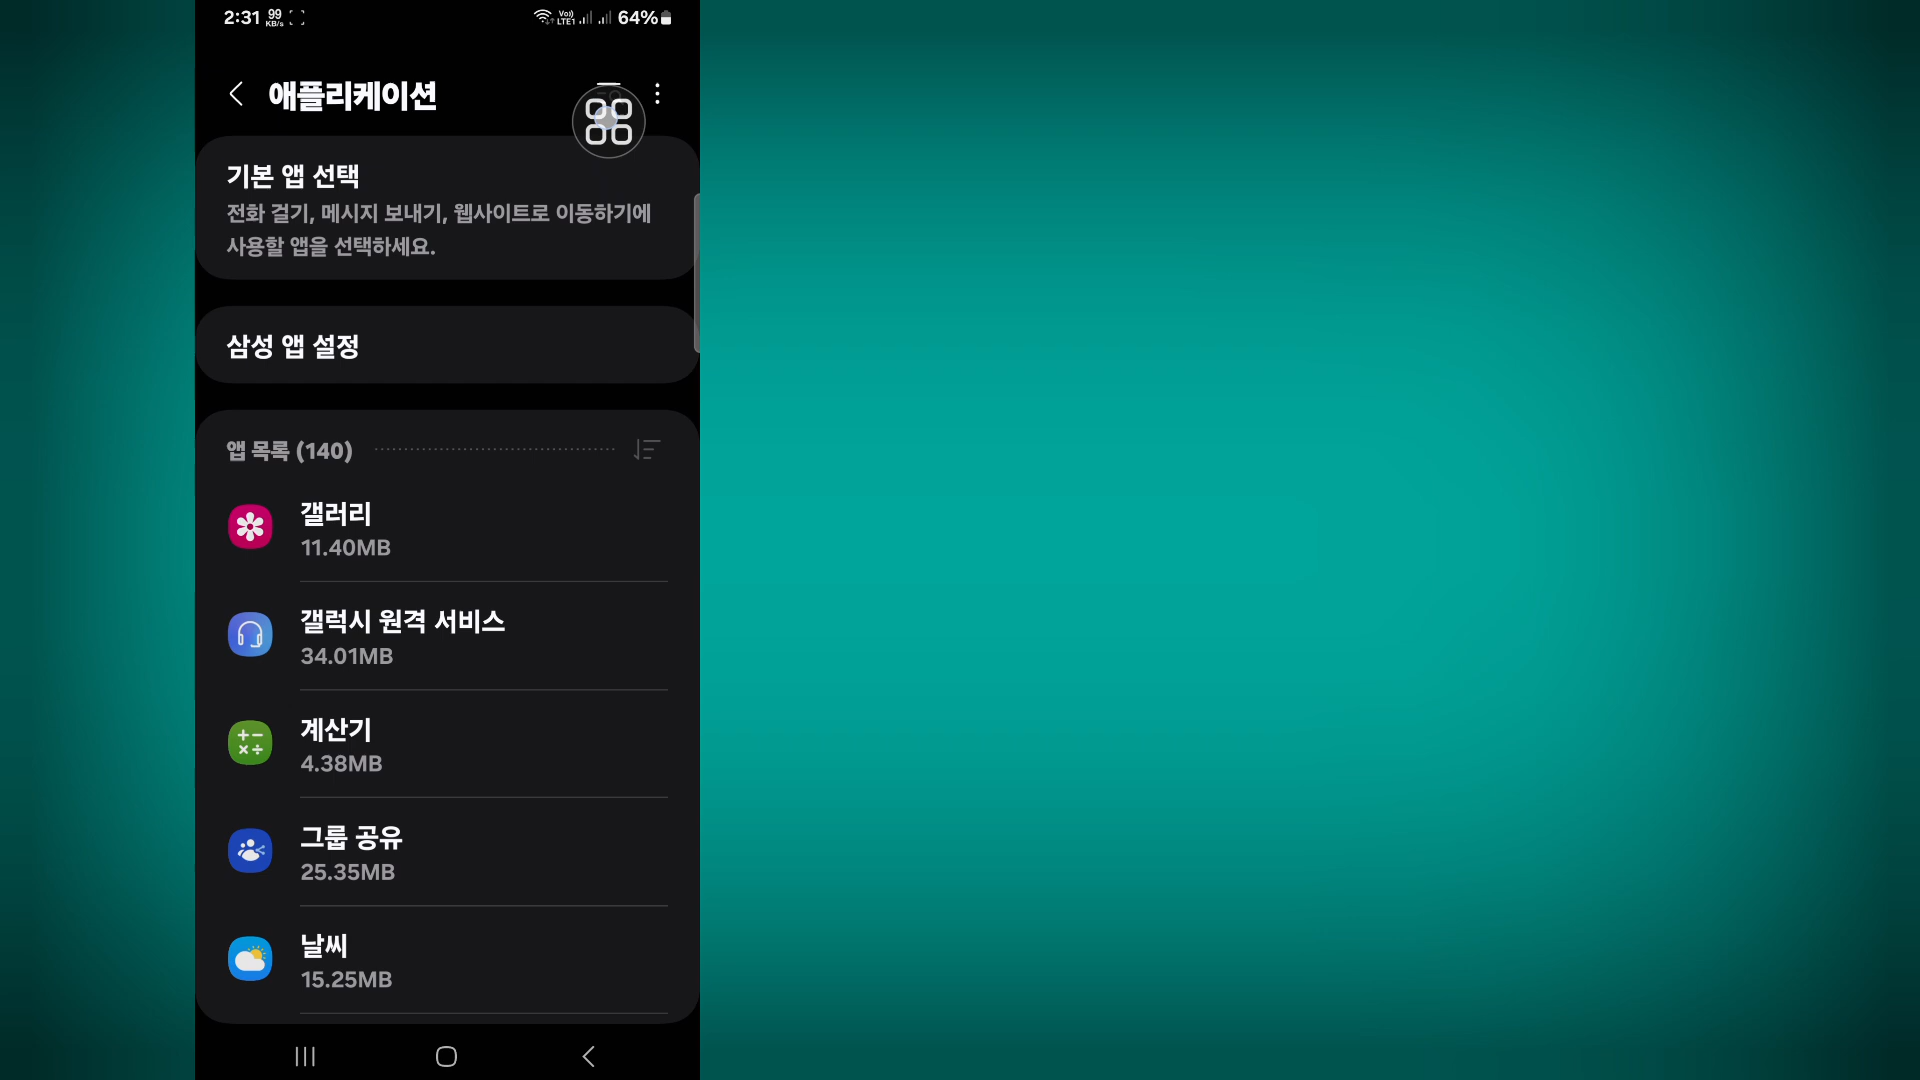 2:31 99 KB/s Vo)) LTE1 64%
애플리케이션
기본 앱 선택
전화 걸기, 메시지 보내기, 웹사이트로 이동하기에
사용할 앱을 선택하세요.
삼성 앱 설정
앱 목록 (140)
갤러리
11.40MB
갤럭시 원격 서비스
34.01MB
계산기
4.38MB
그룹 공유
25.35MB
날씨
15.25MB